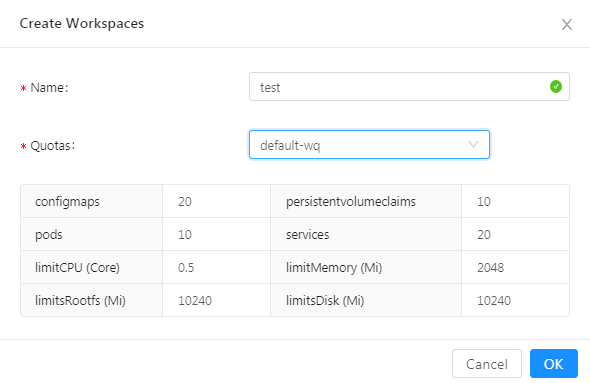 Create Workspaces
* Name:
test
* Quotas:
default-wq
configmaps 20 persistentvolumeclaims 10
pods 10 services 20
limitCPU (Core) 0.5 limitMemory (Mi) 2048
limitsRootfs (Mi) 10240 limitsDisk (Mi) 10240
Cancel OK